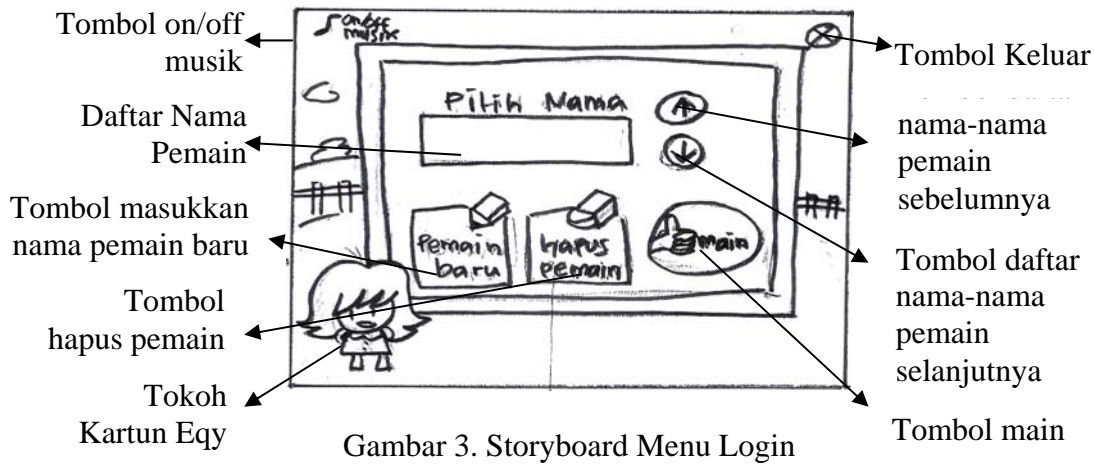 Tombol on/off
musik
Daftar Nama
Pemain
Tombol masukkan
nama pemain baru
Tombol
hapus pemain
Tokoh
Kartun Eqy
on/off
musik
Pilih Nama
Pemain
baru
hapus
pemain
main
Tombol Keluar
nama-nama
pemain
sebelumnya
Tombol daftar
nama-nama
pemain
selanjutnya
Tombol main
Gambar 3. Storyboard Menu Login